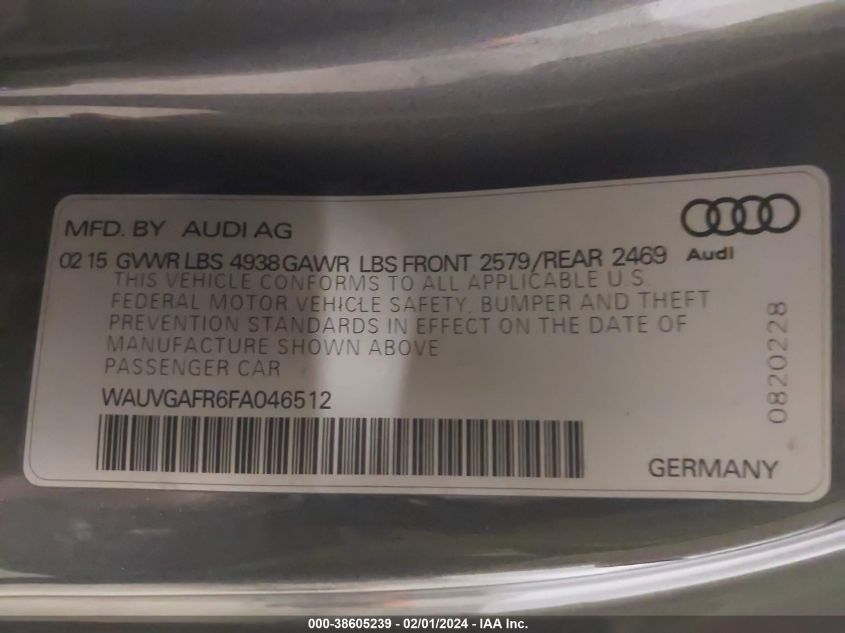 MFD. BY AUDI AG
02 15 GVWR LBS 4938 GAWR LBS FRONT 2579/REAR 2469
Audi
THIS VEHICLE CONFORMS TO ALL APPLICABLE U S
FEDERAL MOTOR VEHICLE SAFETY, BUMPER AND THEFT
PREVENTION STANDARDS IN EFFECT ON THE DATE OF
MANUFACTURE SHOWN ABOVE
PASSENGER CAR
WAUVGAFR6FA046512
0820228
GERMANY
000-38605239 - 02/01/2024 - IAA Inc.